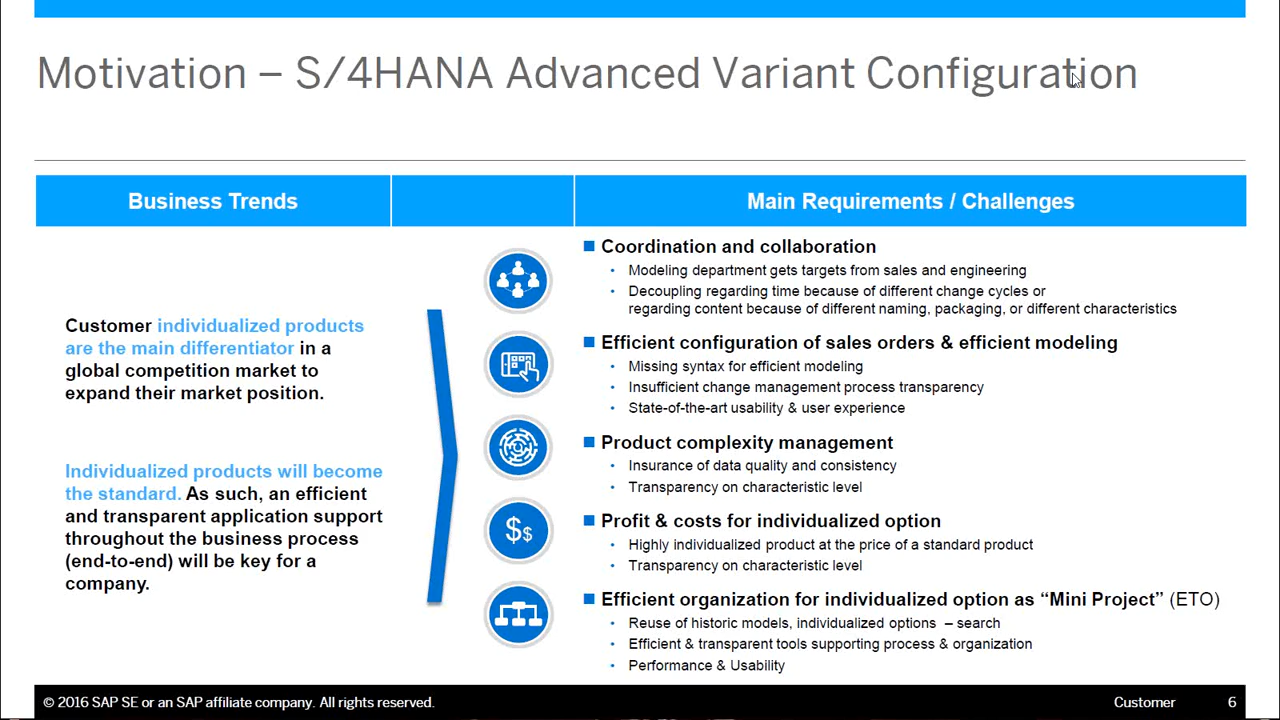 Motivation – S/4HANA Advanced Variant Configuration
Business Trends
Main Requirements / Challenges
Customer individualized products
are the main differentiator in a
global competition market to
expand their market position.
Individualized products will become
the standard. As such, an efficient
and transparent application support
throughout the business process
(end-to-end) will be key for a
company.
$$
■ Coordination and collaboration
• Modeling department gets targets from sales and engineering
• Decoupling regarding time because of different change cycles or
regarding content because of different naming, packaging, or different characteristics
■ Efficient configuration of sales orders & efficient modeling
• Missing syntax for efficient modeling
• Insufficient change management process transparency
• State-of-the-art usability & user experience
■ Product complexity management
• Insurance of data quality and consistency
• Transparency on characteristic level
■ Profit & costs for individualized option
• Highly individualized product at the price of a standard product
• Transparency on characteristic level
■ Efficient organization for individualized option as “Mini Project” (ETO)
• Reuse of historic models, individualized options – search
• Efficient & transparent tools supporting process & organization
• Performance & Usability
© 2016 SAP SE or an SAP affiliate company. All rights reserved.
Customer
6